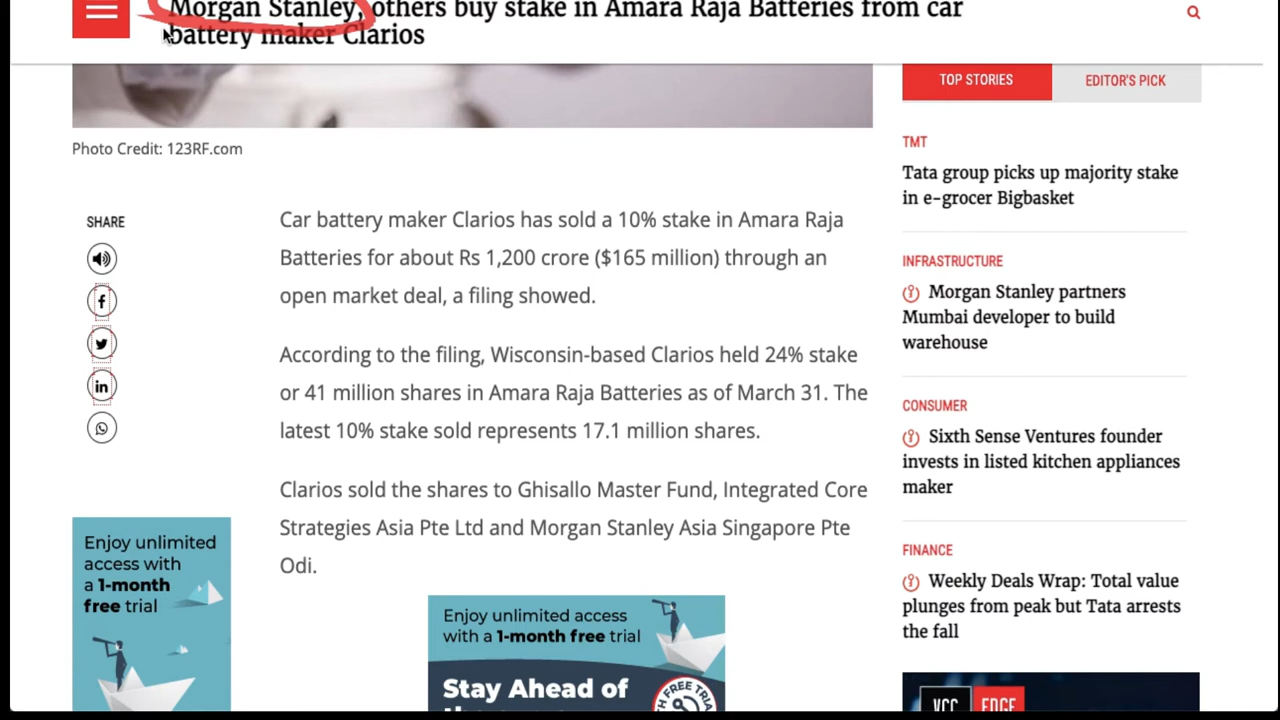 Morgan Stanley, others buy stake in Amara Raja Batteries from car
battery maker Clarios
Photo Credit: 123RF.com
SHARE
Car battery maker Clarios has sold a 10% stake in Amara Raja
Batteries for about Rs 1,200 crore ($165 million) through an
open market deal, a filing showed.
According to the filing, Wisconsin-based Clarios held 24% stake
or 41 million shares in Amara Raja Batteries as of March 31. The
latest 10% stake sold represents 17.1 million shares.
Clarios sold the shares to Ghisallo Master Fund, Integrated Core
Strategies Asia Pte Ltd and Morgan Stanley Asia Singapore Pte
Odi.
Enjoy unlimited
access with
a 1-month
free trial
Enjoy unlimited access
with a 1-month free trial
Stay Ahead of
FREE TRIAL
TOP STORIES
EDITOR'S PICK
TMT
Tata group picks up majority stake
in e-grocer Bigbasket
INFRASTRUCTURE
Morgan Stanley partners
Mumbai developer to build
warehouse
CONSUMER
Sixth Sense Ventures founder
invests in listed kitchen appliances
maker
FINANCE
Weekly Deals Wrap: Total value
plunges from peak but Tata arrests
the fall
VCC EDGE